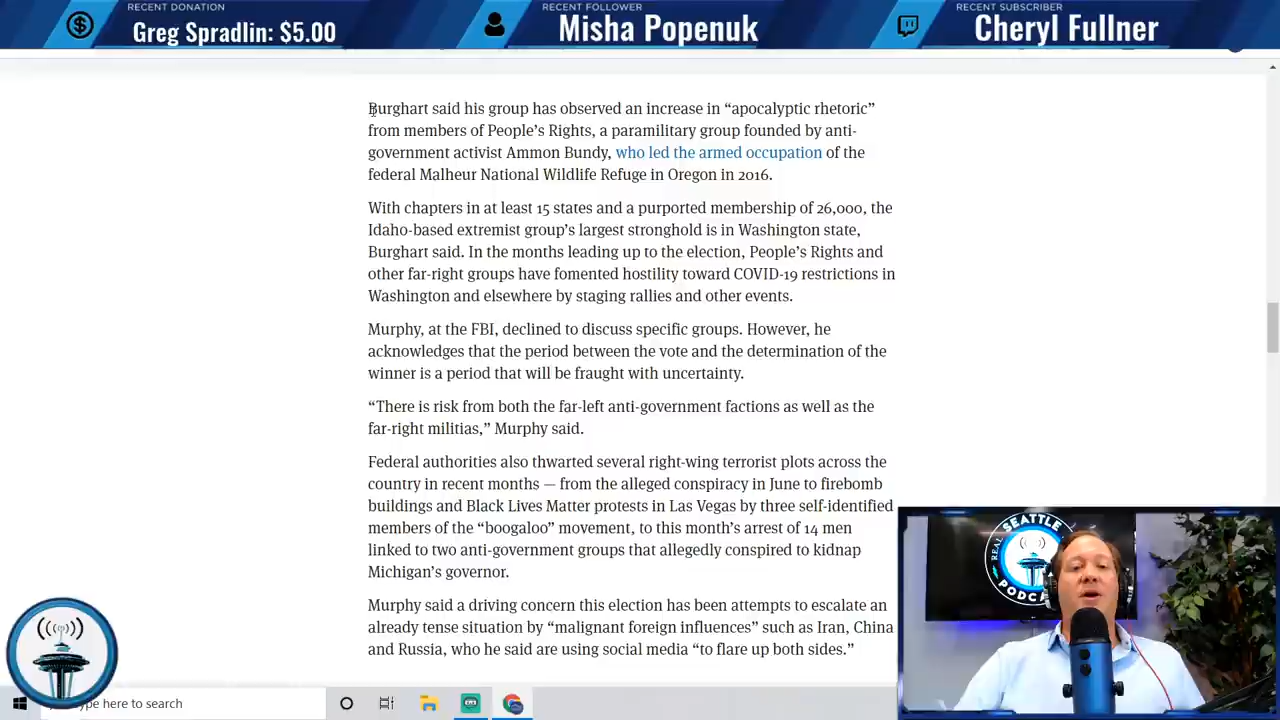 RECENT DONATION
Greg Spradlin: $5.00
RECENT FOLLOWER
Misha Popenuk
RECENT SUBSCRIBER
Cheryl Fullner
Burghart said his group has observed an increase in “apocalyptic rhetoric”
from members of People’s Rights, a paramilitary group founded by anti-
government activist Ammon Bundy, who led the armed occupation of the
federal Malheur National Wildlife Refuge in Oregon in 2016.
With chapters in at least 15 states and a purported membership of 26,000, the
Idaho-based extremist group’s largest stronghold is in Washington state,
Burghart said. In the months leading up to the election, People’s Rights and
other far-right groups have fomented hostility toward COVID-19 restrictions in
Washington and elsewhere by staging rallies and other events.
Murphy, at the FBI, declined to discuss specific groups. However, he
acknowledges that the period between the vote and the determination of the
winner is a period that will be fraught with uncertainty.
“There is risk from both the far-left anti-government factions as well as the
far-right militias,” Murphy said.
Federal authorities also thwarted several right-wing terrorist plots across the
country in recent months — from the alleged conspiracy in June to firebomb
buildings and Black Lives Matter protests in Las Vegas by three self-identified
members of the “boogaloo” movement, to this month’s arrest of 14 men
linked to two anti-government groups that allegedly conspired to kidnap
Michigan’s governor.
Murphy said a driving concern this election has been attempts to escalate an
already tense situation by “malignant foreign influences” such as Iran, China
and Russia, who he said are using social media “to flare up both sides.”
REAL SEATTLE
PODCA
ype here to search